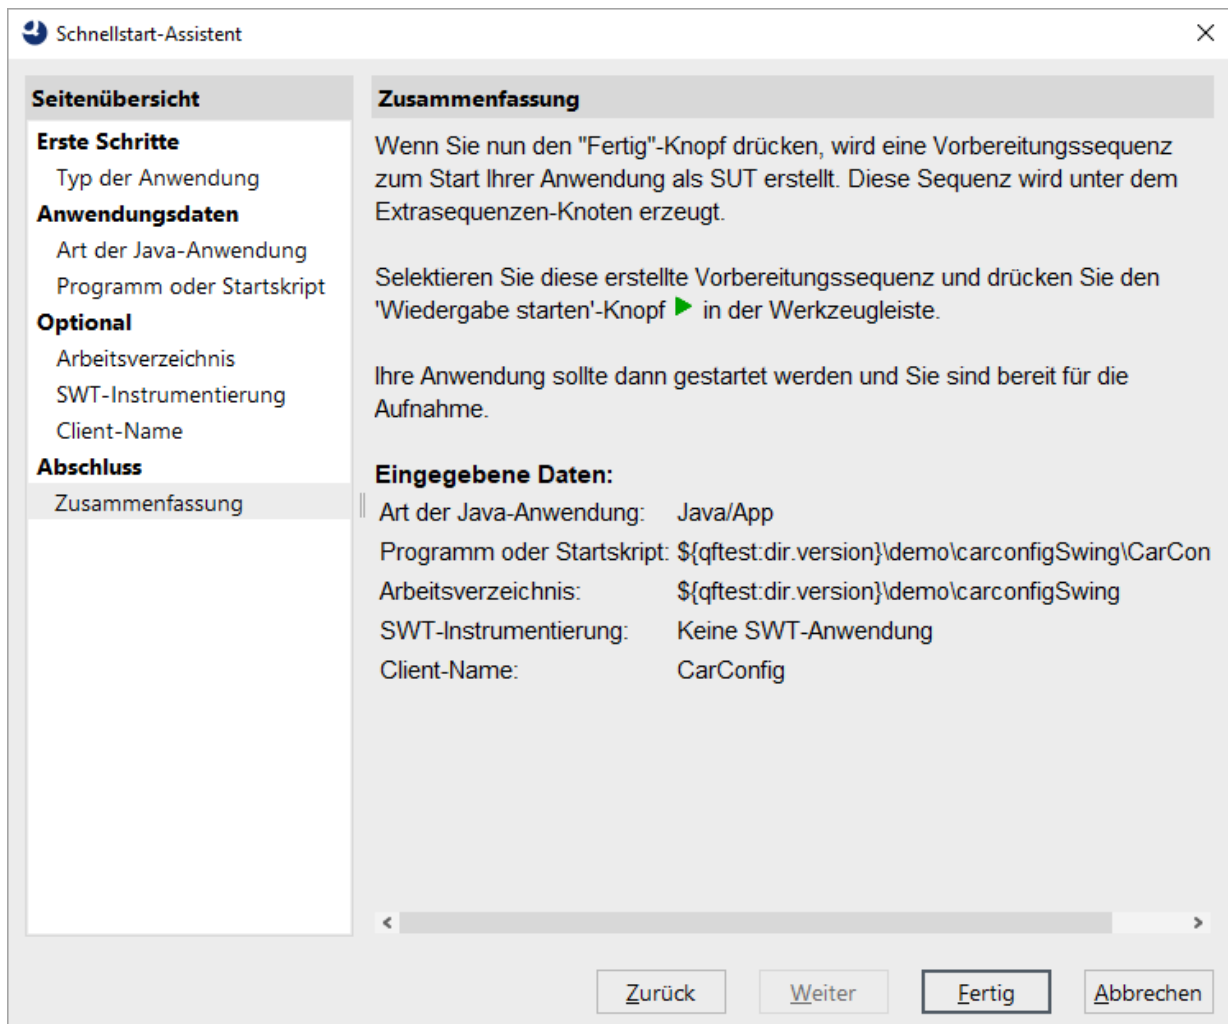 Schnellstart-Assistent
Seitenübersicht
Erste Schritte
Typ der Anwendung
Anwendungsdaten
Art der Java-Anwendung
Programm oder Startskript
Optional
Arbeitsverzeichnis
SWT-Instrumentierung
Client-Name
Abschluss
Zusammenfassung
Zusammenfassung
Wenn Sie nun den "Fertig"-Knopf drücken, wird eine Vorbereitungssequenz
zum Start Ihrer Anwendung als SUT erstellt. Diese Sequenz wird unter dem
Extrasequenzen-Knoten erzeugt.
Selektieren Sie diese erstellte Vorbereitungssequenz und drücken Sie den
'Wiedergabe starten'-Knopf in der Werkzeugleiste.
Ihre Anwendung sollte dann gestartet werden und Sie sind bereit für die
Aufnahme.
Eingegebene Daten:
Art der Java-Anwendung: Java/App
Programm oder Startskript: ${qftest:dir.version}\demo\carconfigSwing\CarCon
Arbeitsverzeichnis: ${qftest:dir.version}\demo\carconfigSwing
SWT-Instrumentierung: Keine SWT-Anwendung
Client-Name: CarConfig
Zurück Weiter Fertig Abbrechen